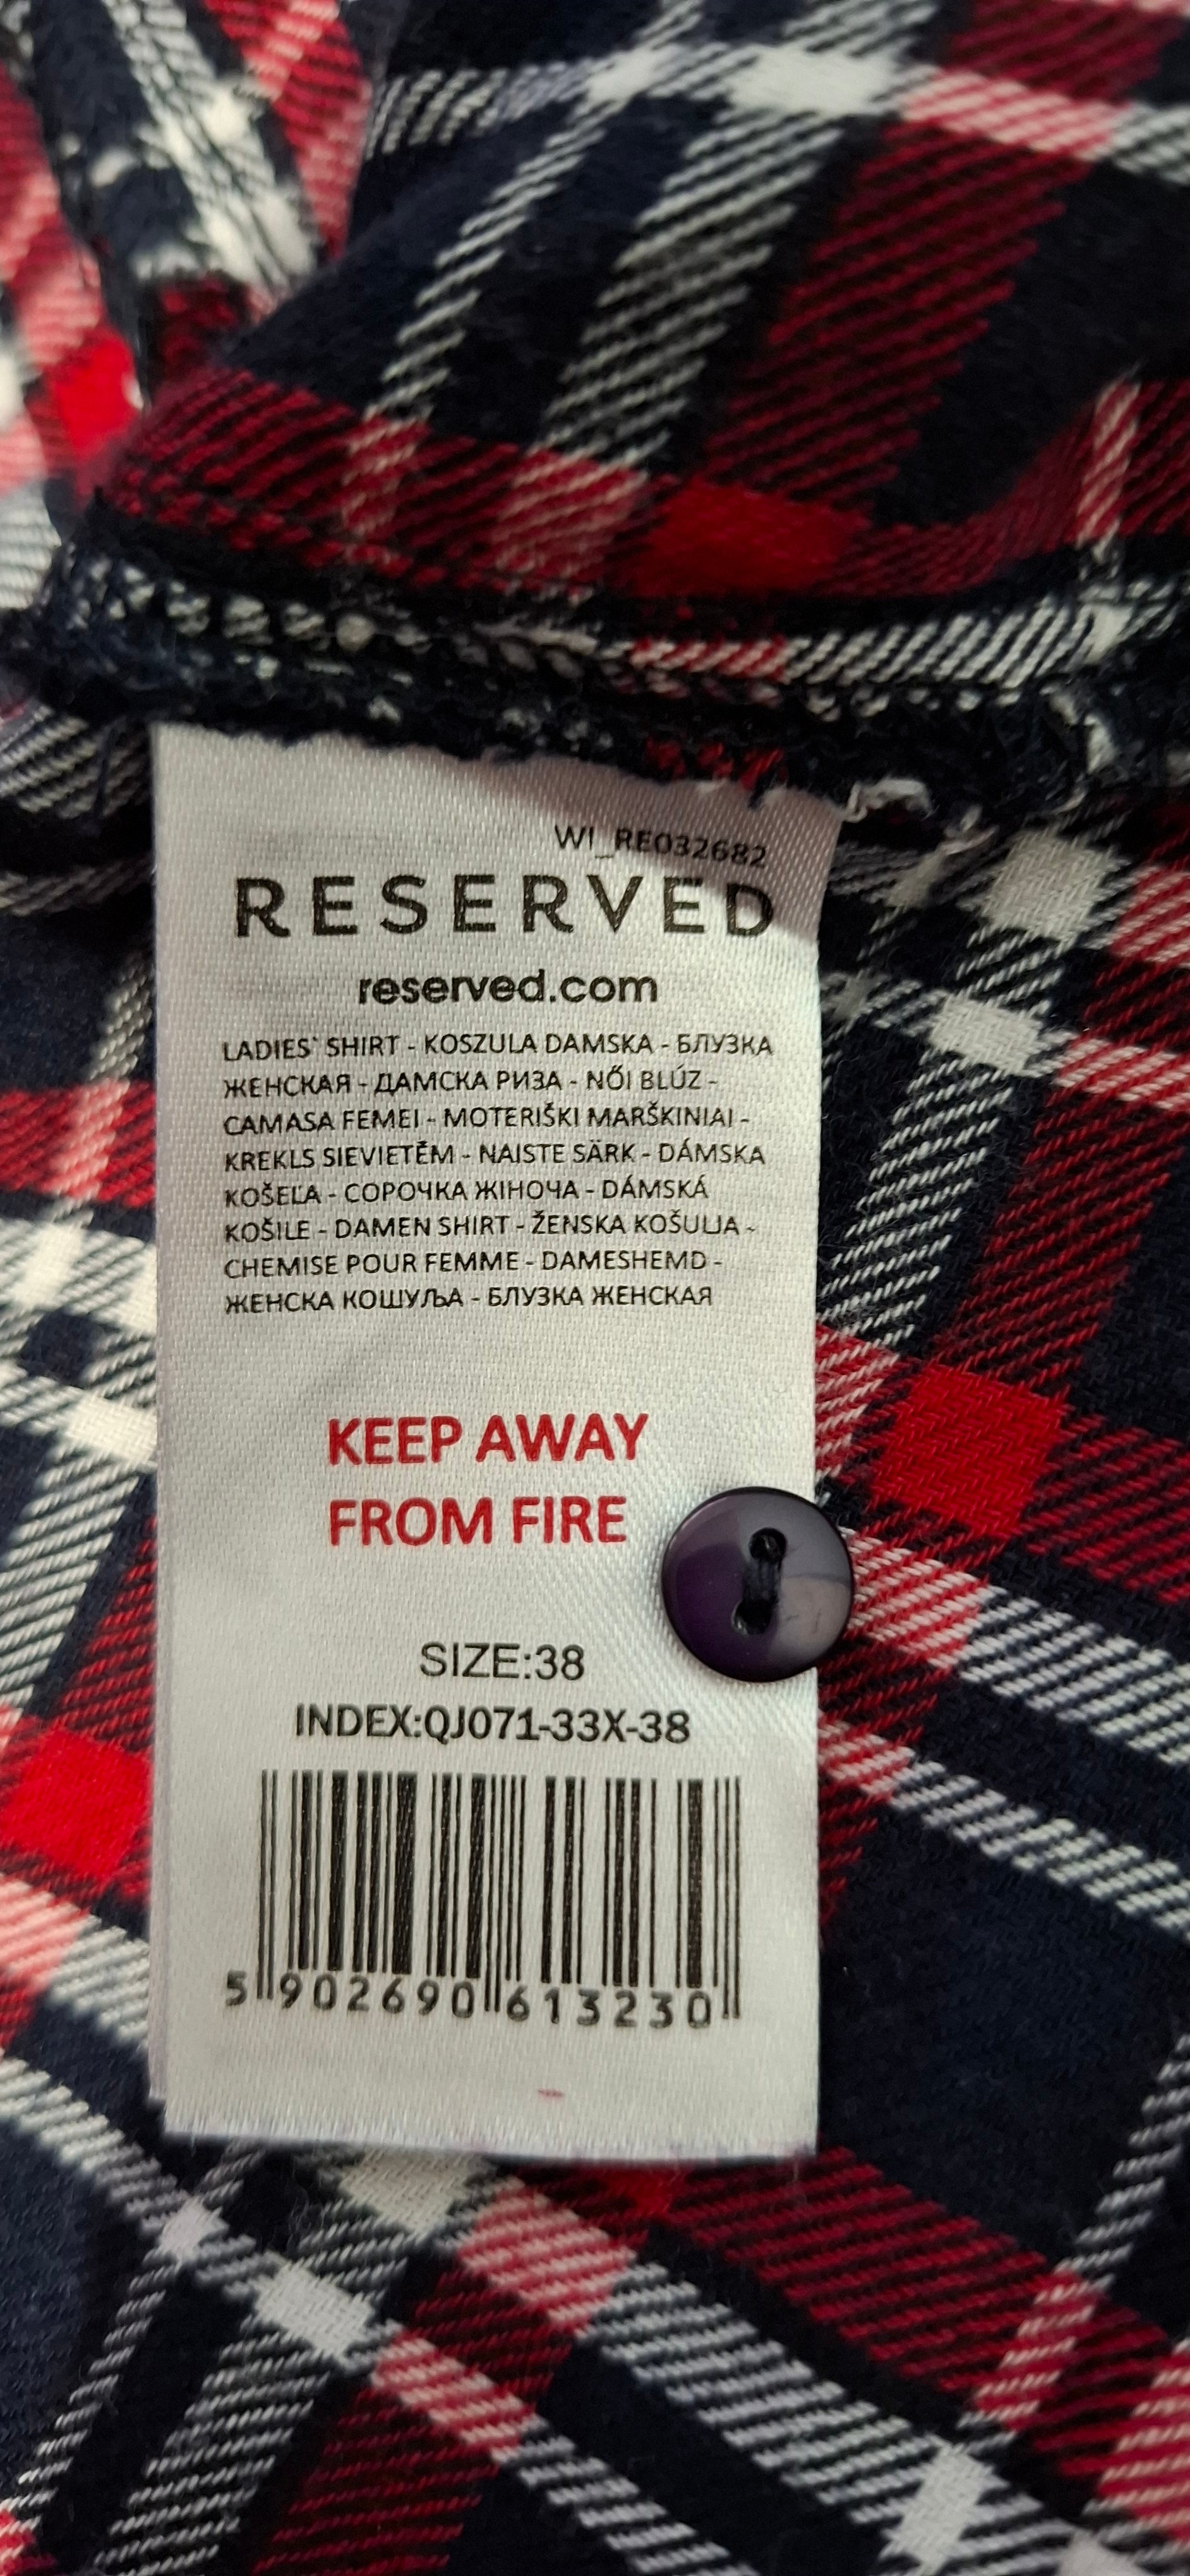 WI_RE032682
RESERVED
reserved.com
LADIES` SHIRT - KOSZULA DAMSKA - БЛУЗКА
ЖЕНСКАЯ - ДАМСКА РИЗА - NŐI BLÚZ -
CAMASA FEMEI - MOTERIŠKI MARŠKINIAI -
KREKLS SIEVIETĒM - NAISTE SÄRK - DÁMSKA
KOŠEĽA - СОРОЧКА ЖІНОЧА - DÁMSKÁ
KOŠILE - DAMEN SHIRT - ŽENSKA KOŠULJA -
CHEMISE POUR FEMME - DAMESHEMD -
ЖЕНСКА КОШУЉА - БЛУЗКА ЖЕНСКАЯ
KEEP AWAY
FROM FIRE
SIZE:38
INDEX:QJ071-33X-38
5 902690 613230